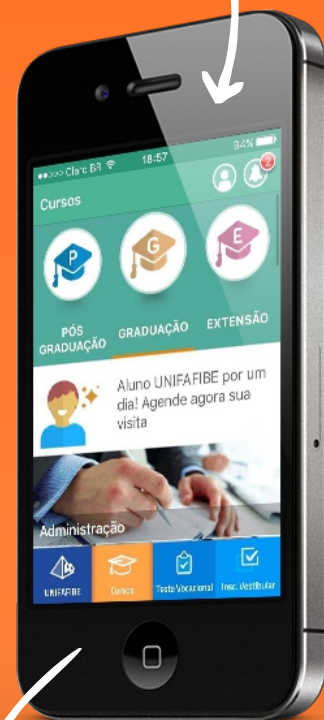 Claro BR 18:57 94%
2
Cursos
P G E
PÓS
GRADUAÇÃO
GRADUAÇÃO
EXTENSÃO
Aluno UNIFAFIBE por um
dia! Agende agora sua
visita
Administração
UNIFAFIBE Cursos Teste Vocacional Insc. Vestibular